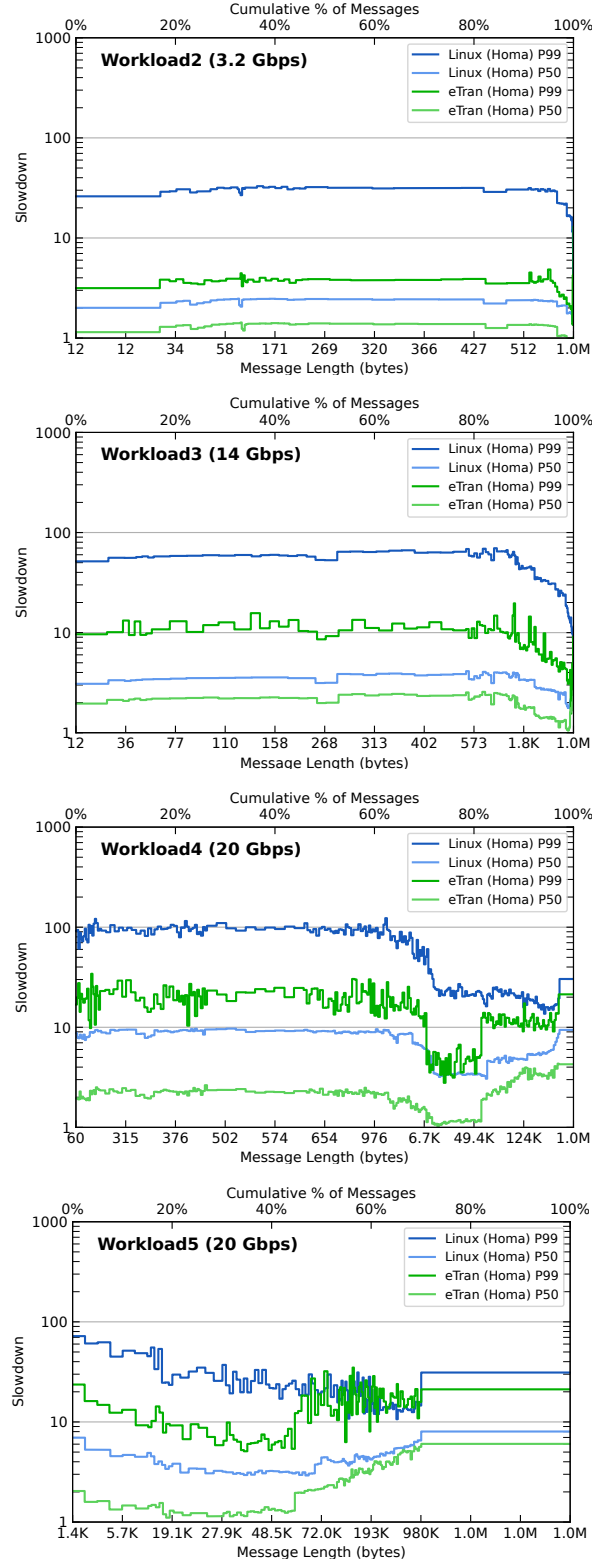 Cumulative % of Messages
0% 20% 40% 60% 80% 100%
1000
Workload2 (3.2 Gbps)
Linux (Homa) P99
Linux (Homa) P50
eTran (Homa) P99
eTran (Homa) P50
100
Slowdown
10
1
12 12 34 58 171 269 320 366 427 512 1.0M
Message Length (bytes)
Cumulative % of Messages
0% 20% 40% 60% 80% 100%
1000
Workload3 (14 Gbps)
Linux (Homa) P99
Linux (Homa) P50
eTran (Homa) P99
eTran (Homa) P50
100
Slowdown
10
1
12 36 77 110 158 268 313 402 573 1.8K 1.0M
Message Length (bytes)
Cumulative % of Messages
0% 20% 40% 60% 80% 100%
1000
Workload4 (20 Gbps)
Linux (Homa) P99
Linux (Homa) P50
eTran (Homa) P99
eTran (Homa) P50
100
Slowdown
10
1
60 315 376 502 574 654 976 6.7K 49.4K 124K 1.0M
Message Length (bytes)
Cumulative % of Messages
0% 20% 40% 60% 80% 100%
1000
Workload5 (20 Gbps)
Linux (Homa) P99
Linux (Homa) P50
eTran (Homa) P99
eTran (Homa) P50
100
Slowdown
10
1
1.4K 5.7K 19.1K 27.9K 48.5K 72.0K 193K 980K 1.0M 1.0M 1.0M
Message Length (bytes)